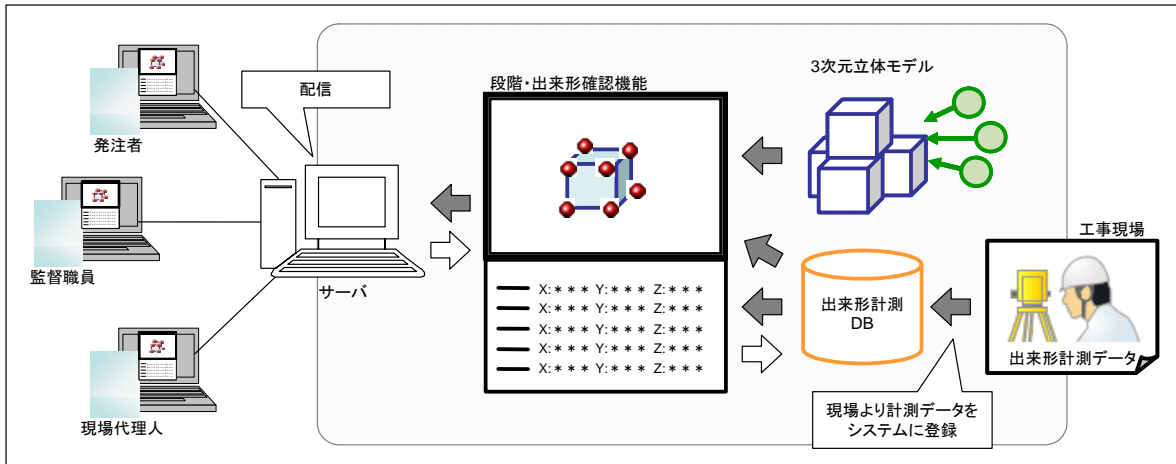 配信
段階・出来形確認機能
3次元立体モデル
発注者
監督職員
サーバ
現場代理人
X:＊＊＊ Y:＊＊＊ Z:＊＊＊
X:＊＊＊ Y:＊＊＊ Z:＊＊＊
X:＊＊＊ Y:＊＊＊ Z:＊＊＊
X:＊＊＊ Y:＊＊＊ Z:＊＊＊
X:＊＊＊ Y:＊＊＊ Z:＊＊＊
出来形計測
DB
工事現場
出来形計測データ
現場より計測データを
システムに登録